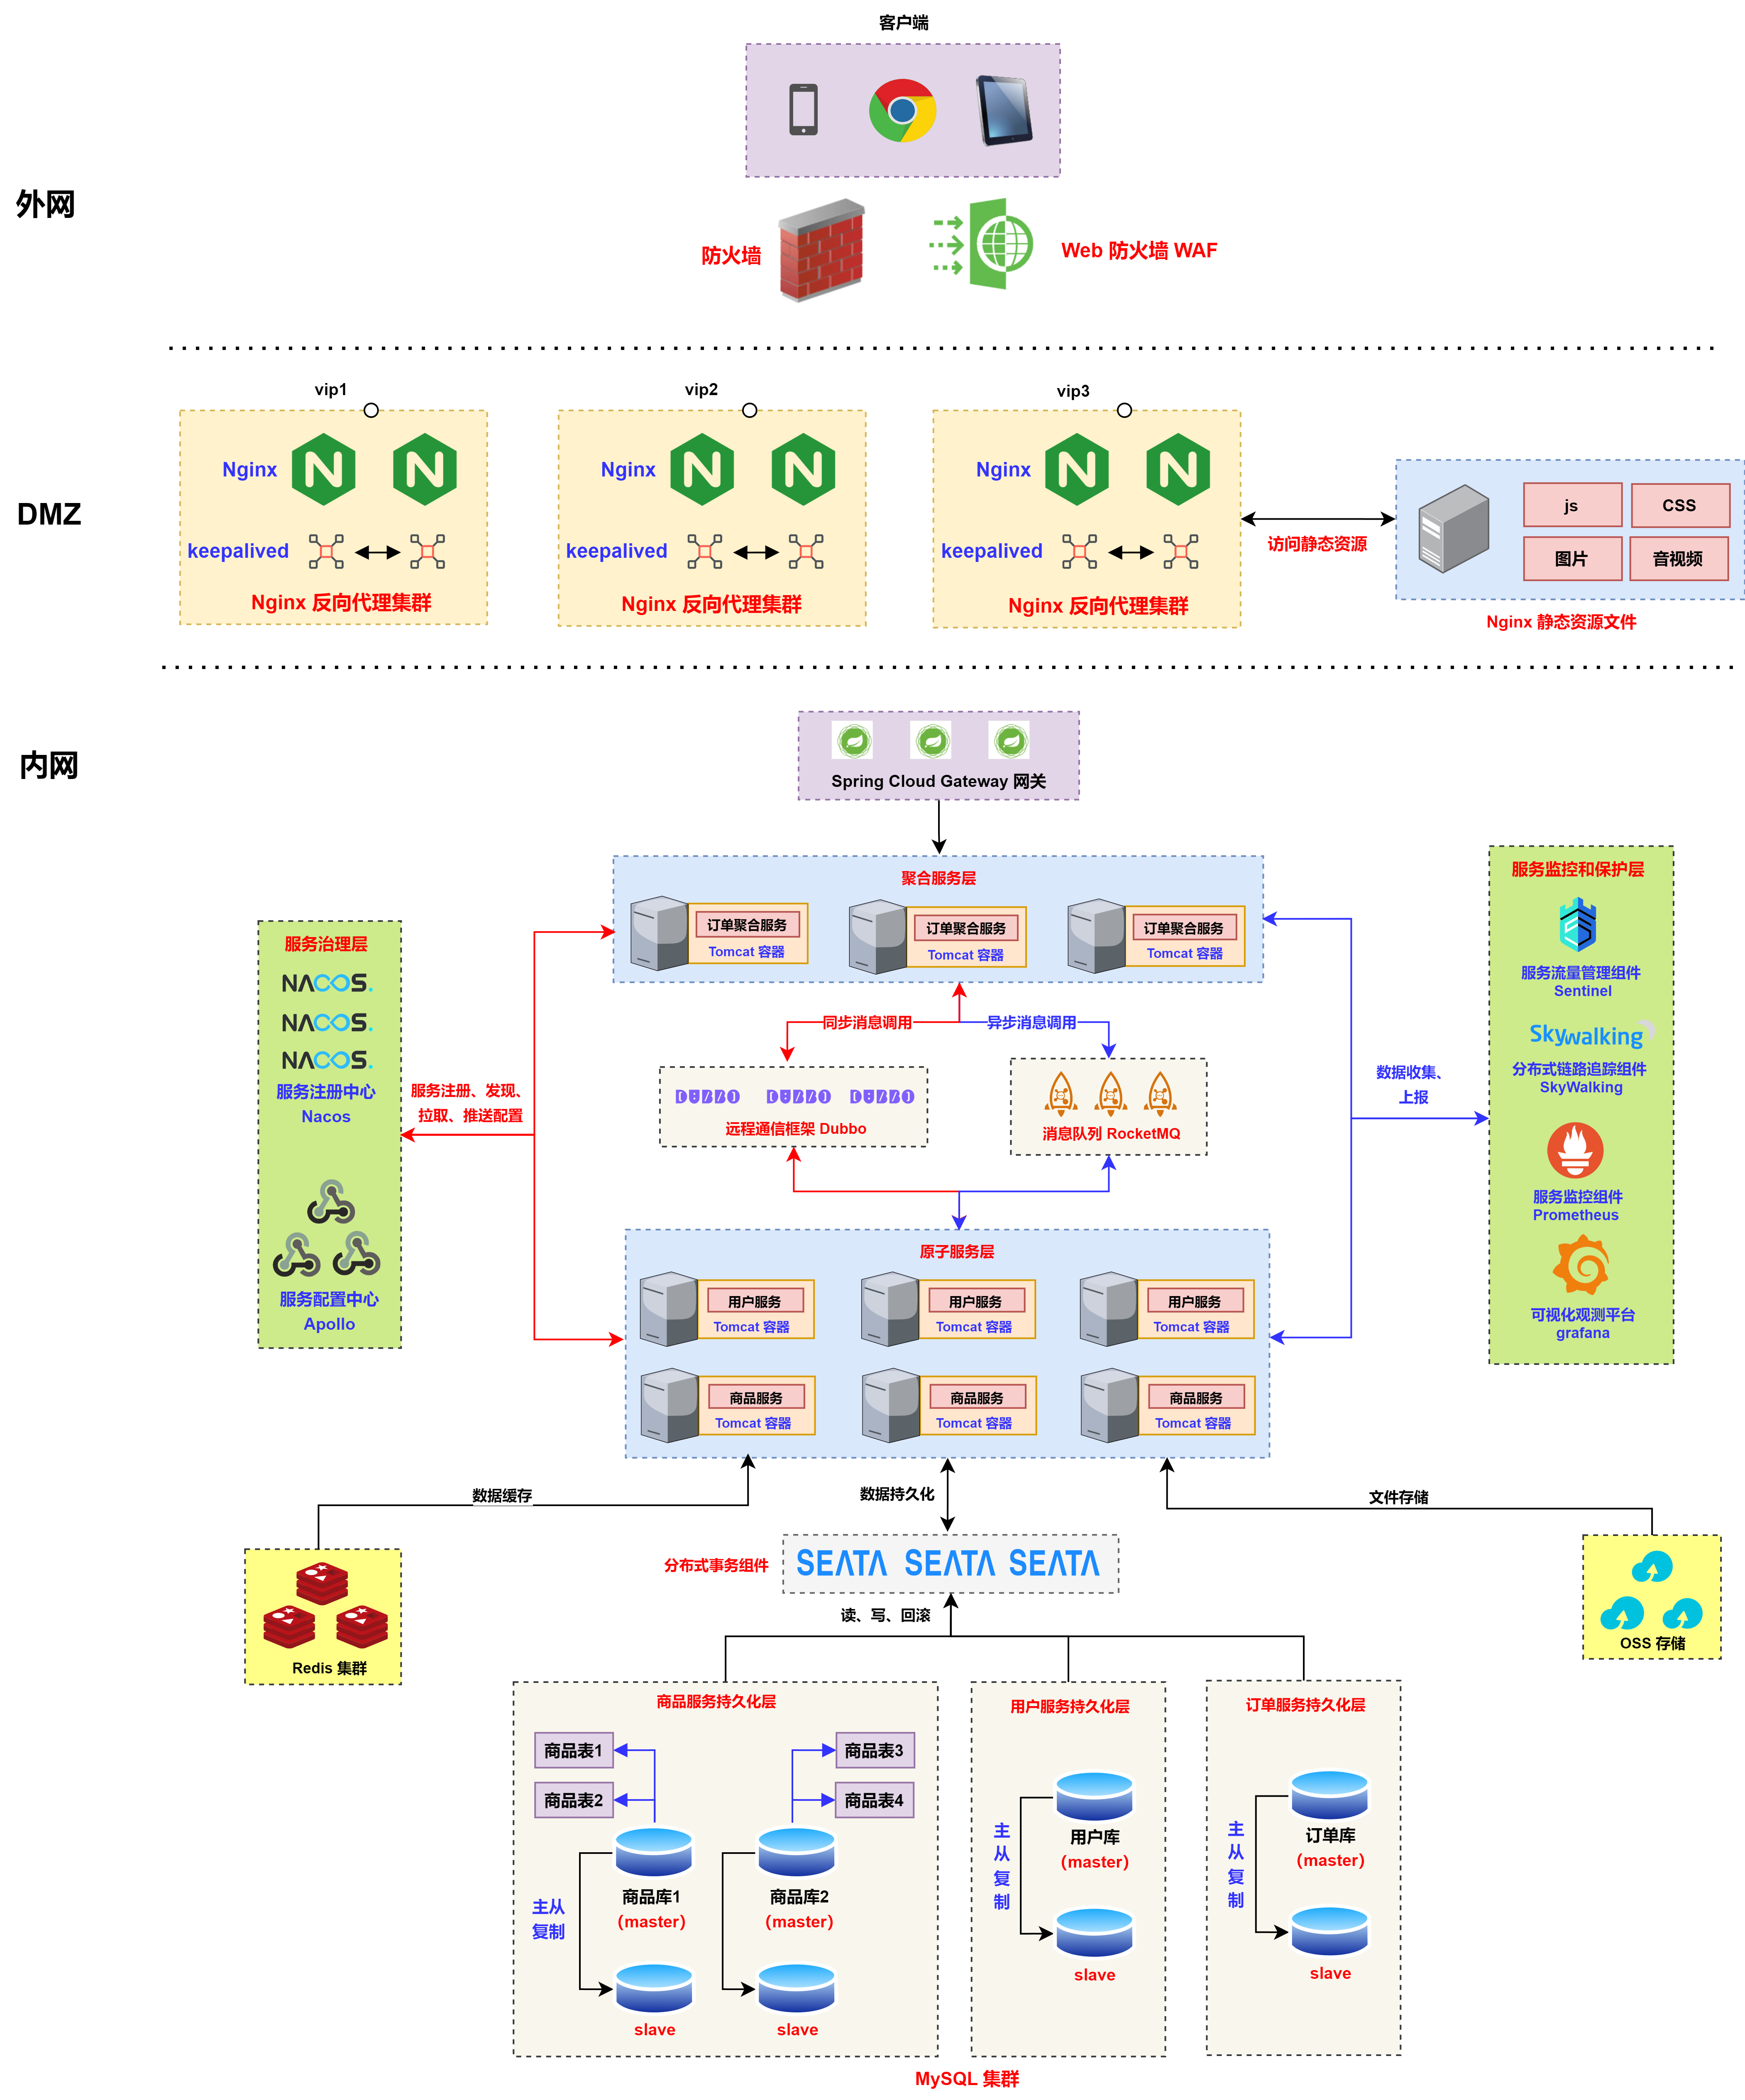 客户端
外网
防火墙
Web 防火墙 WAF
vip1
vip2
vip3
DMZ
Nginx
keepalived
Nginx 反向代理集群
Nginx
keepalived
Nginx 反向代理集群
Nginx
keepalived
Nginx 反向代理集群
访问静态资源
js
CSS
图片
音视频
Nginx 静态资源文件
内网
Spring Cloud Gateway 网关
聚合服务层
订单聚合服务
Tomcat 容器
订单聚合服务
Tomcat 容器
订单聚合服务
Tomcat 容器
服务治理层
NACOS.
NACOS.
NACOS.
服务注册中心
Nacos
服务配置中心
Apollo
服务注册、发现、
拉取、推送配置
同步消息调用
异步消息调用
DUBBO
DUBBO
DUBBO
远程通信框架 Dubbo
消息队列 RocketMQ
数据收集、
上报
服务监控和保护层
服务流量管理组件
Sentinel
Skywalking
分布式链路追踪组件
SkyWalking
服务监控组件
Prometheus
可视化观测平台
grafana
原子服务层
用户服务
Tomcat 容器
用户服务
Tomcat 容器
用户服务
Tomcat 容器
商品服务
Tomcat 容器
商品服务
Tomcat 容器
商品服务
Tomcat 容器
数据缓存
数据持久化
文件存储
Redis 集群
分布式事务组件
SEATA
SEATA
SEATA
OSS 存储
读、写、回滚
商品服务持久化层
商品表1
商品表2
商品表3
商品表4
商品库1
（master）
商品库2
（master）
主从
复制
slave
slave
用户服务持久化层
用户库
（master）
主
从
复
制
slave
订单服务持久化层
订单库
（master）
主
从
复
制
slave
MySQL 集群